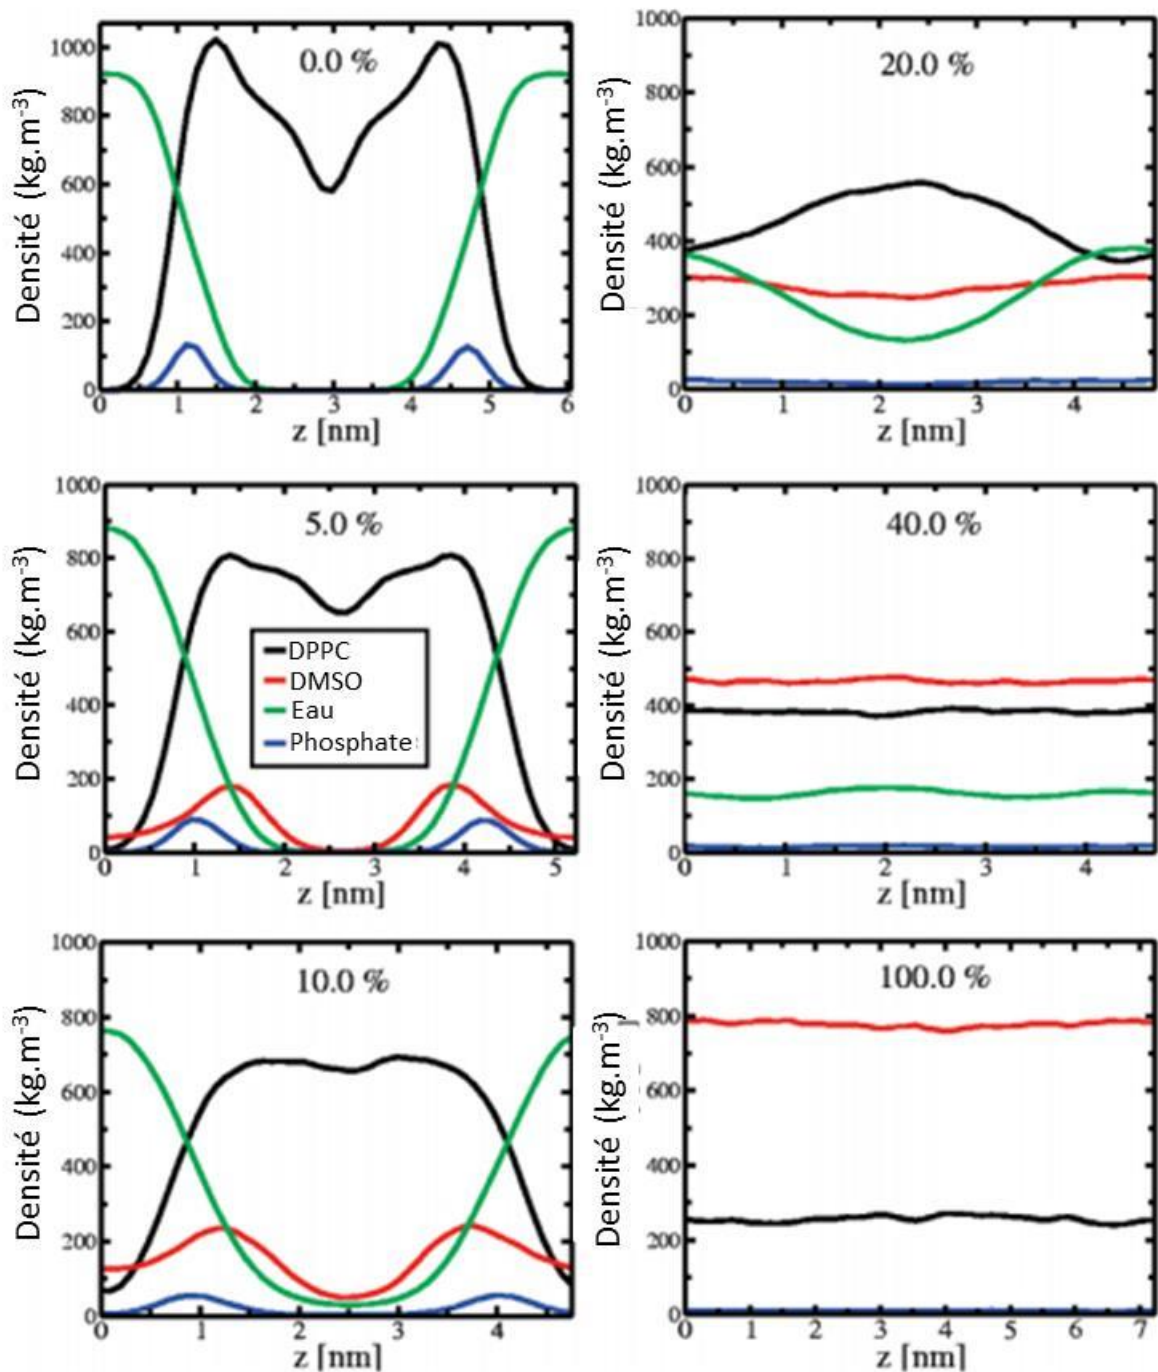 Densité (kg.m⁻³)
0.0 %
1000
800
600
400
200
0
0 1 2 3 4 5 6
z [nm]
Densité (kg.m⁻³)
20.0 %
1000
800
600
400
200
0
0 1 2 3 4
z [nm]
Densité (kg.m⁻³)
5.0 %
1000
800
600
400
200
0
DPPC
DMSO
Eau
Phosphate
0 1 2 3 4 5
z [nm]
Densité (kg.m⁻³)
40.0 %
1000
800
600
400
200
0
0 1 2 3 4
z [nm]
Densité (kg.m⁻³)
10.0 %
1000
800
600
400
200
0
0 1 2 3 4
z [nm]
Densité (kg.m⁻³)
100.0 %
1000
800
600
400
200
0
0 1 2 3 4 5 6 7
z [nm]